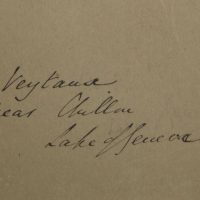 Veytaux
near Chillon
Lake of Geneva